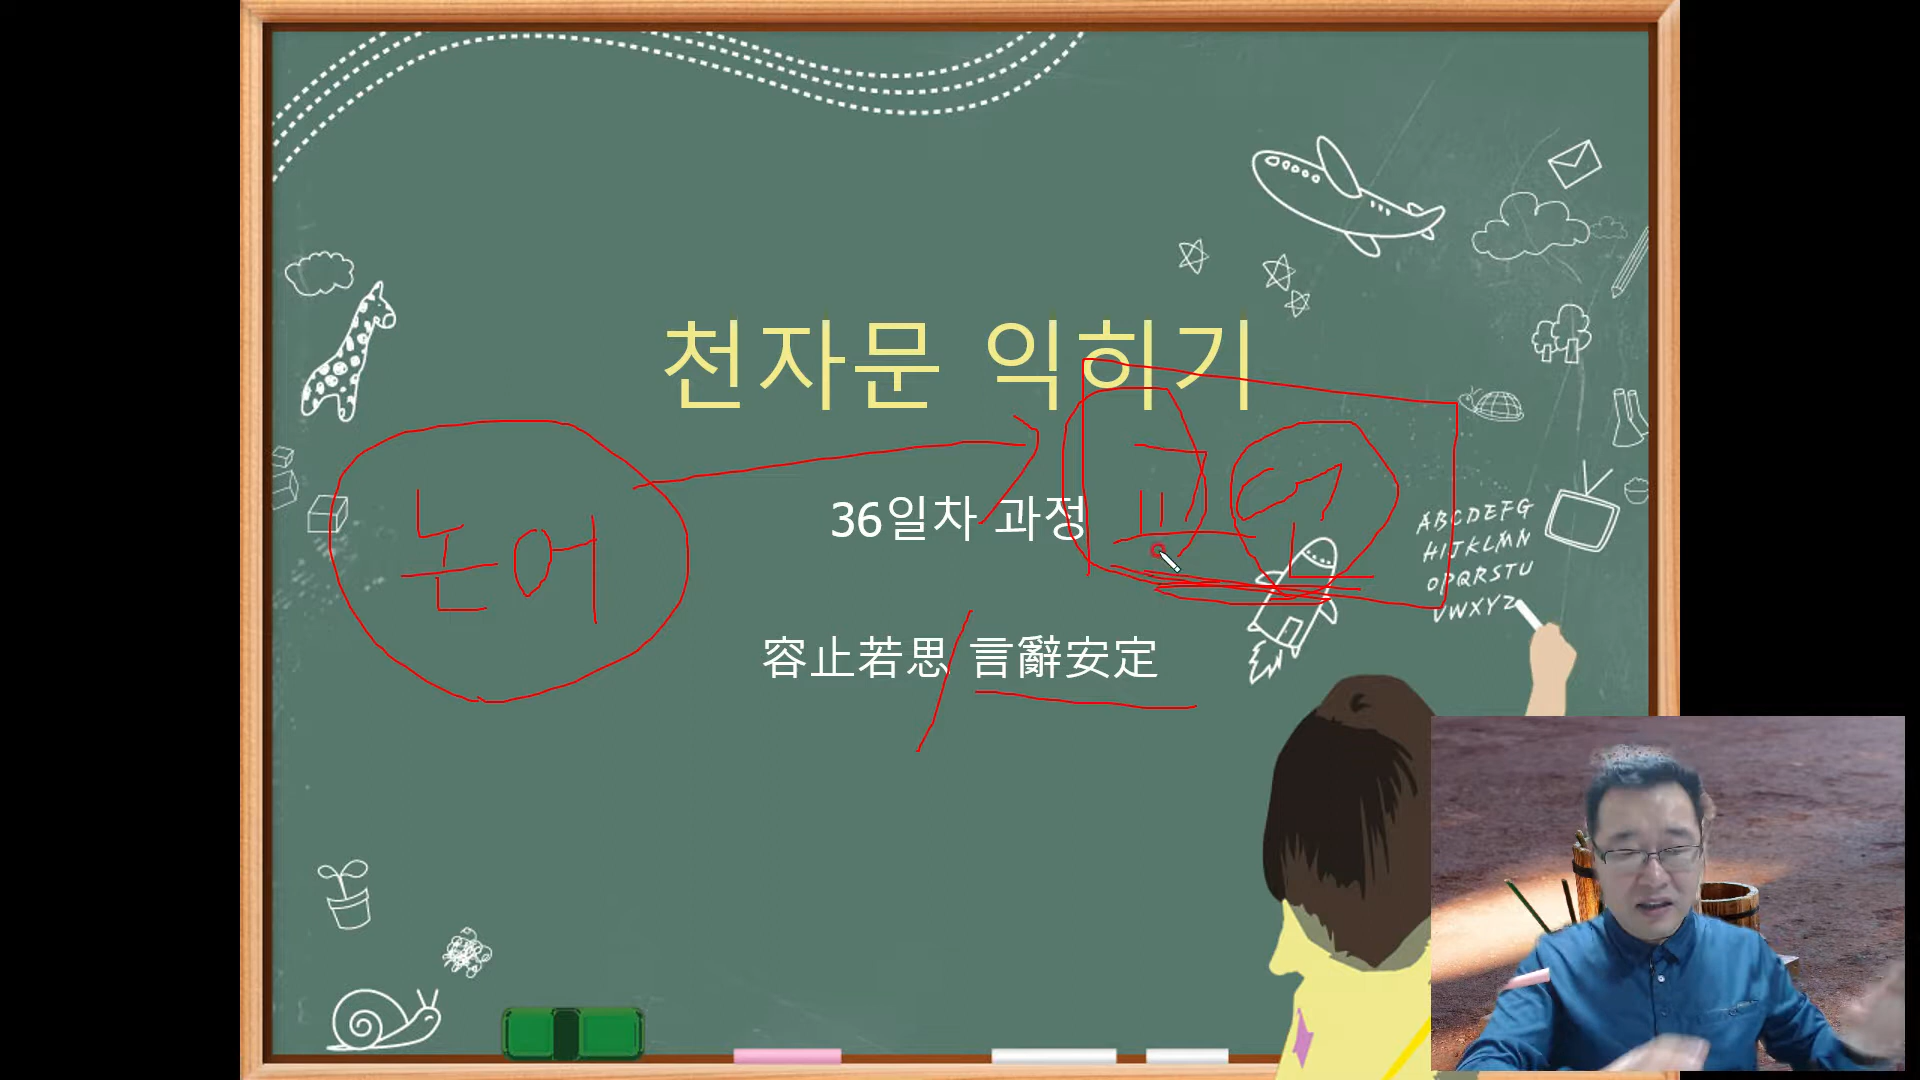 천자문 익히기
논어
교언
36일차 과정
容止若思 言辭安定
ABCDEFG
HIJKLMN
OPQRSTU
VWXYZ